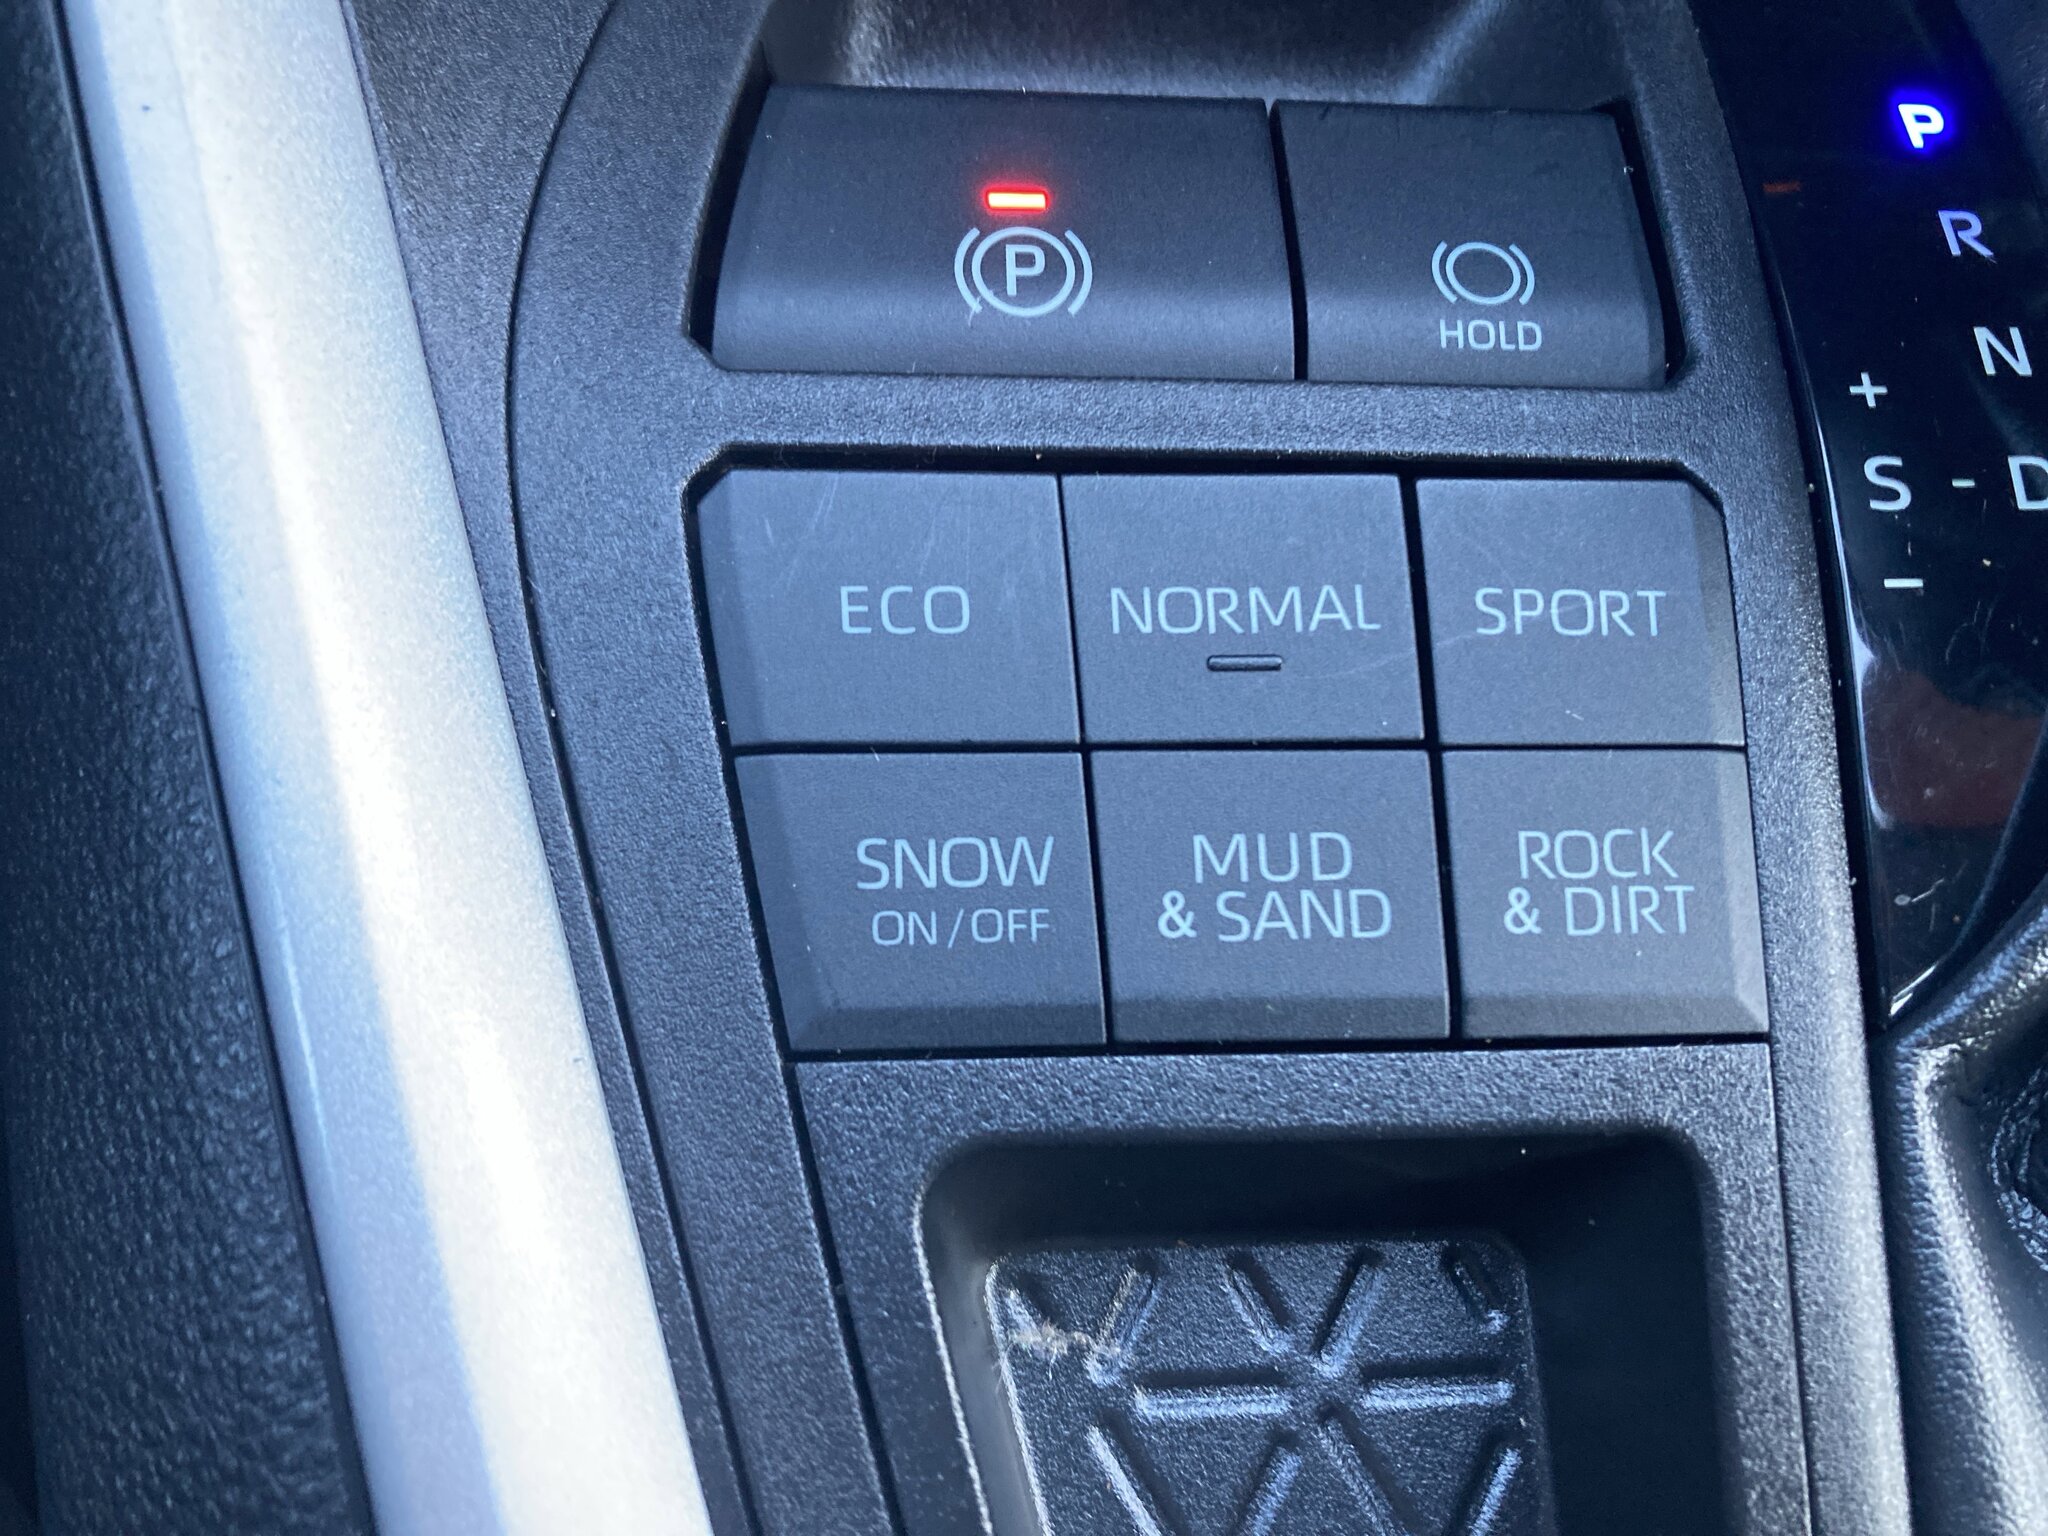 P
P
R
HOLD
N
+
S - D
-
ECO
NORMAL
SPORT
SNOW
ON / OFF
MUD
& SAND
ROCK
& DIRT